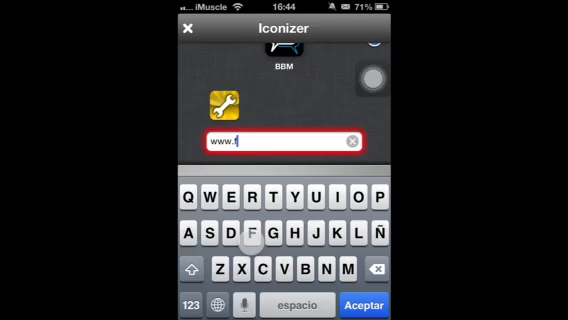 iMuscle 16:44 71%
Iconizer
BBM
www.f
Q W E R T Y U I O P
A S D F G H J K L Ñ
Z X C V B N M
123 espacio Aceptar